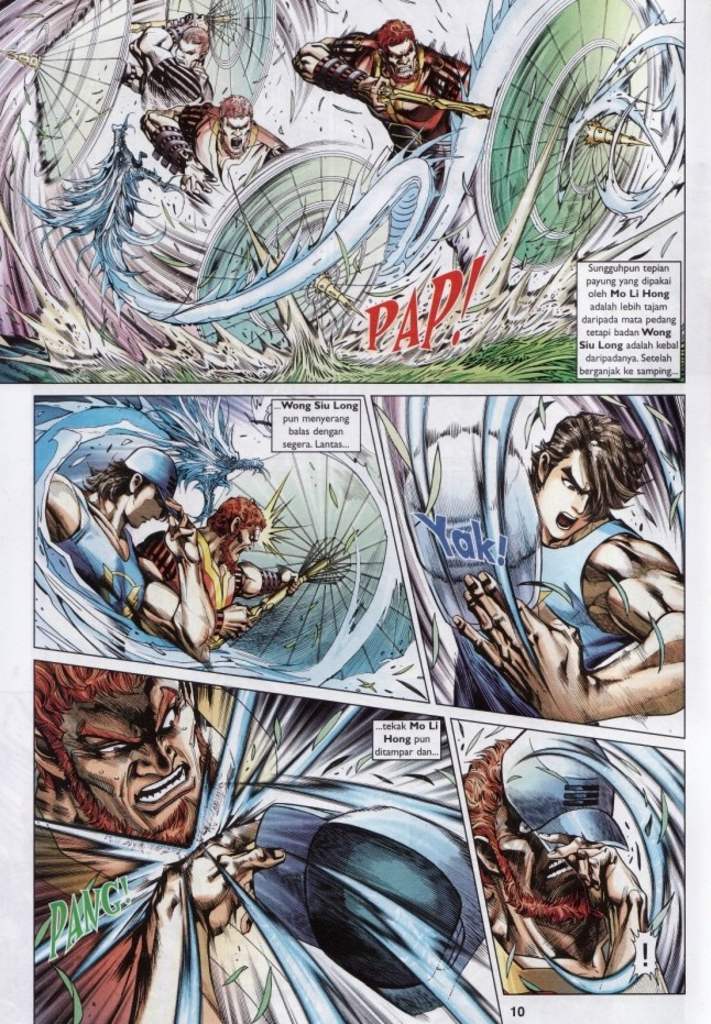 PAP!
Sungguhpun tepian
payung yang dipakai
oleh Mo Li Hong
adalah lebih tajam
daripada mata pedang
tetapi badan Wong
Siu Long adalah kebal
daripadanya. Setelah
berganjak ke samping...
...Wong Siu Long
pun menyerang
balas dengan
segera. Lantas...
Yak!
...tekak Mo Li
Hong pun
ditampar dan...
PANG!
!
10